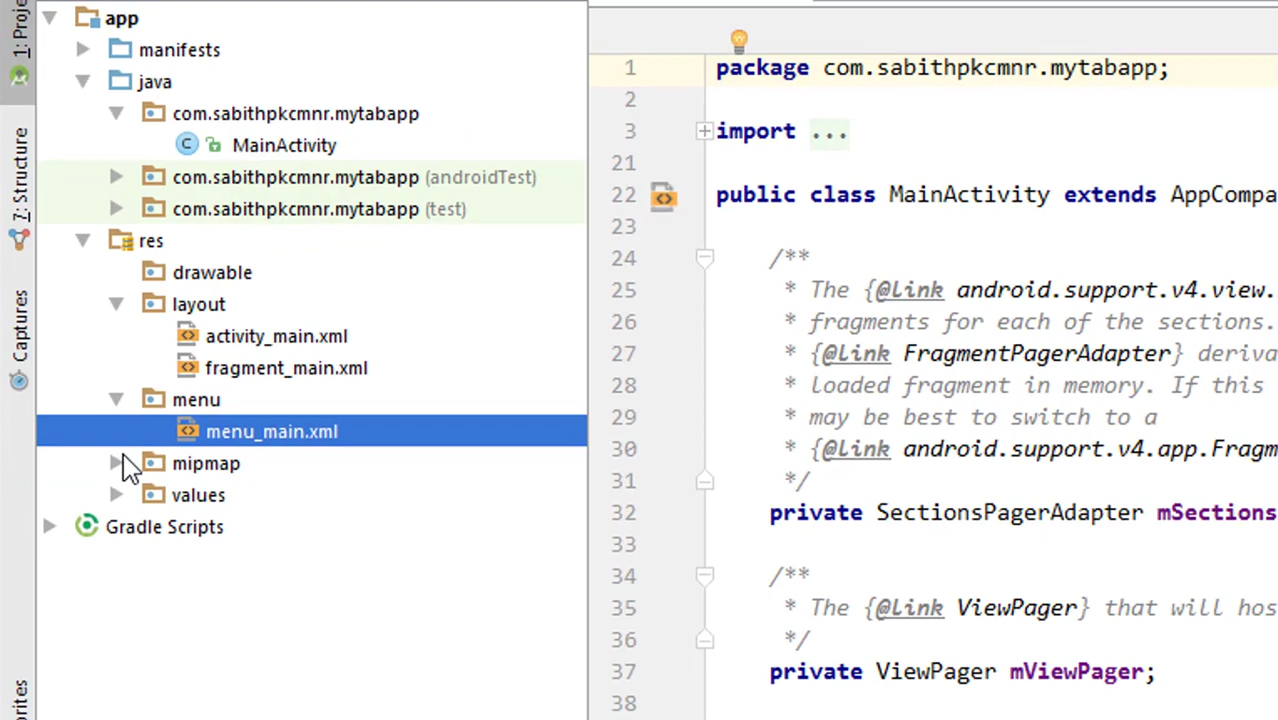 1: Proje
7: Structure
Captures
rites
app
manifests
java
com.sabithpkcmnr.mytabapp
C MainActivity
com.sabithpkcmnr.mytabapp (androidTest)
com.sabithpkcmnr.mytabapp (test)
res
drawable
layout
activity_main.xml
fragment_main.xml
menu
menu_main.xml
mipmap
values
Gradle Scripts
1 package com.sabithpkcmnr.mytabapp;
2
3 import ...
21
22 public class MainActivity extends AppCompa
23
24 /**
25 * The {@link android.support.v4.view.
26 * fragments for each of the sections.
27 * {@link FragmentPagerAdapter} deriva
28 * loaded fragment in memory. If this
29 * may be best to switch to a
30 * {@link android.support.v4.app.Fragm
31 */
32 private SectionsPagerAdapter mSections
33
34 /**
35 * The {@link ViewPager} that will hos
36 */
37 private ViewPager mViewPager;
38